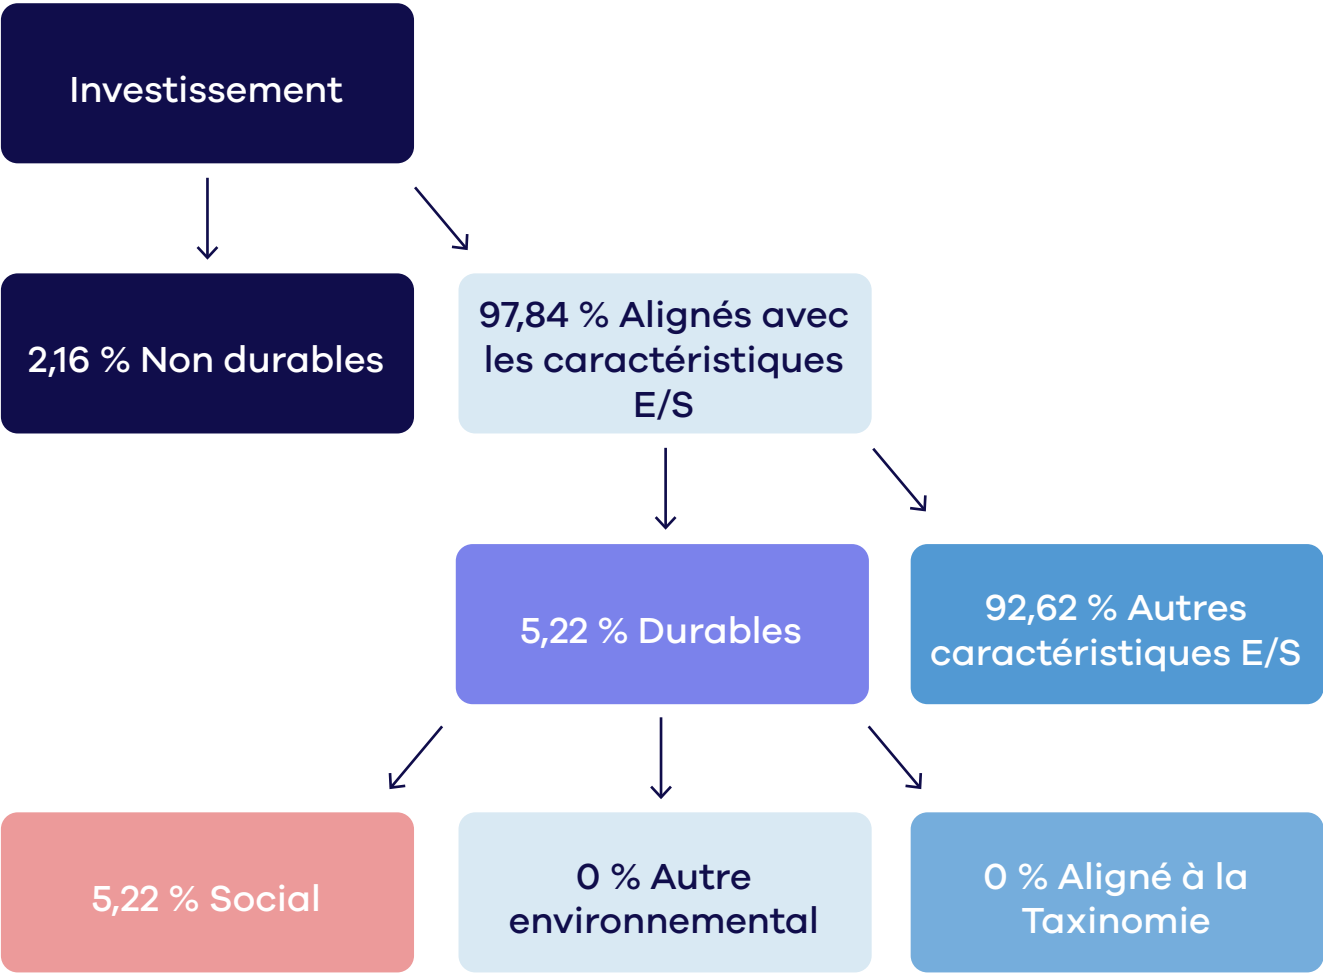 Investissement
2,16 % Non durables
97,84 % Alignés avec
les caractéristiques
E/S
5,22 % Durables
92,62 % Autres
caractéristiques E/S
5,22 % Social
0 % Autre
environnemental
0 % Aligné à la
Taxinomie